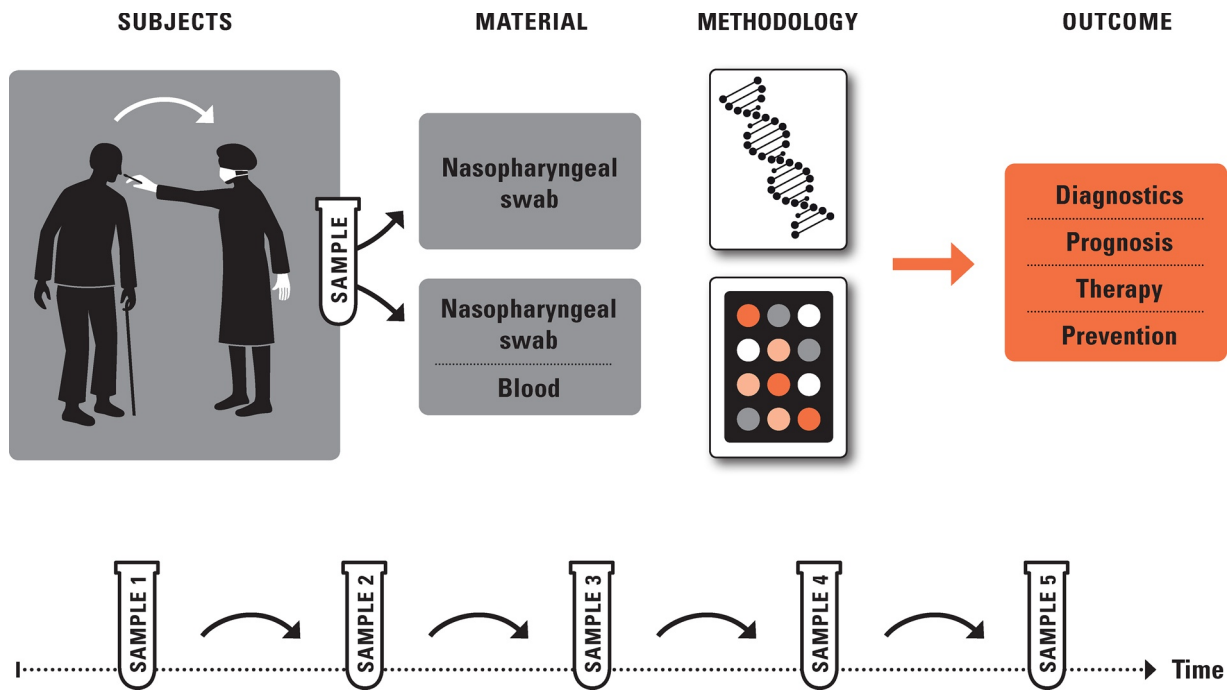 SUBJECTS
MATERIAL
METHODOLOGY
OUTCOME
SAMPLE
Nasopharyngeal
swab
Nasopharyngeal
swab
Blood
Diagnostics
Prognosis
Therapy
Prevention
SAMPLE 1
SAMPLE 2
SAMPLE 3
SAMPLE 4
SAMPLE 5
Time